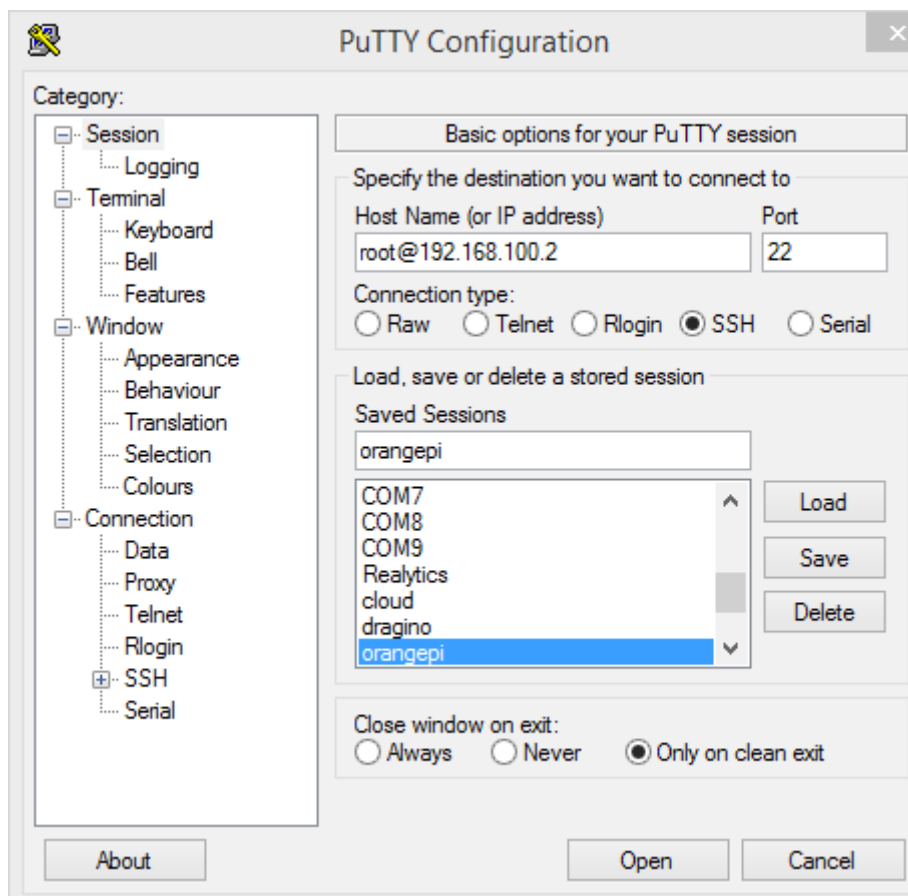 PuTTY Configuration
Category:
Session
Logging
Terminal
Keyboard
Bell
Features
Window
Appearance
Behaviour
Translation
Selection
Colours
Connection
Data
Proxy
Telnet
Rlogin
SSH
Serial
Basic options for your PuTTY session
Specify the destination you want to connect to
Host Name (or IP address) Port
root@192.168.100.2 22
Connection type:
Raw Telnet Rlogin SSH Serial
Load, save or delete a stored session
Saved Sessions
orangepi
COM7
COM8
COM9
Realytics
cloud
dragino
orangepi
Load
Save
Delete
Close window on exit:
Always Never Only on clean exit
About Open Cancel